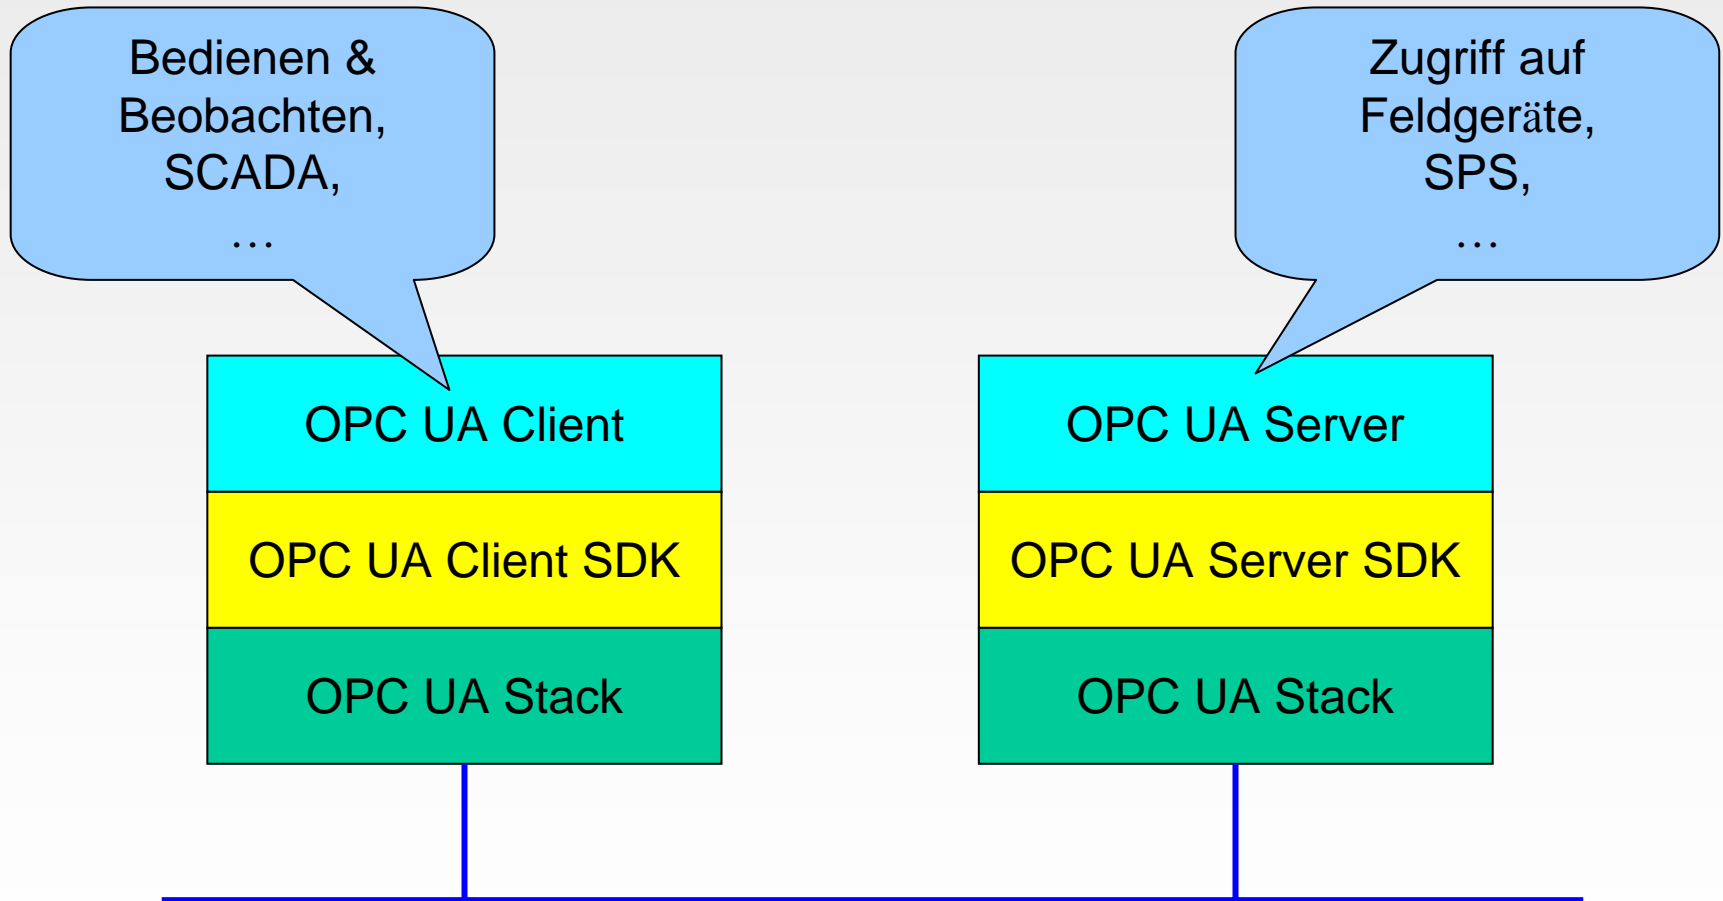 Bedienen &
Beobachten,
SCADA,
…
Zugriff auf
Feldgeräte,
SPS,
…
OPC UA Client
OPC UA Client SDK
OPC UA Stack
OPC UA Server
OPC UA Server SDK
OPC UA Stack